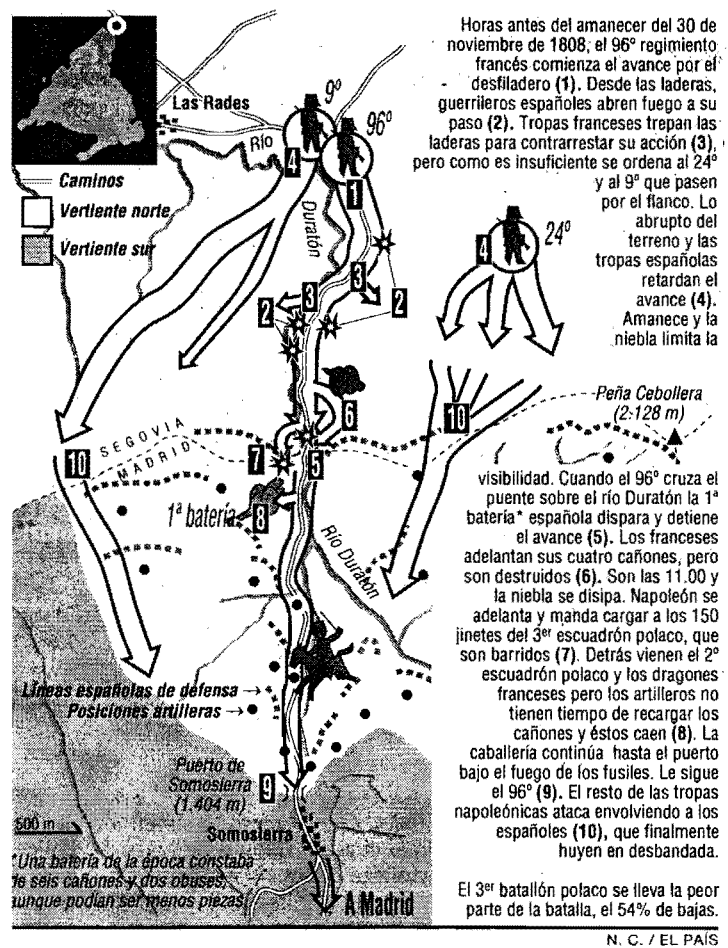 Horas antes del amanecer del 30 de
noviembre de 1808, el 96º regimiento
francés comienza el avance por el
desfiladero (1). Desde las laderas,
guerrilleros españoles abren fuego a su
paso (2). Tropas francesas trepan las
laderas para contrarrestar su acción (3),
pero como es insuficiente se ordena al 24º
y al 9º que pasen
por el flanco. Lo
abrupto del
terreno y las
tropas españolas
retardan el
avance (4).
Amanece y la
niebla limita la
visibilidad. Cuando el 96º cruza el
puente sobre el río Duratón la 1ª
batería* española dispara y detiene
el avance (5). Los franceses
adelantan sus cuatro cañones, pero
son destruidos (6). Son las 11.00 y
la niebla se disipa. Napoleón se
adelanta y manda cargar a los 150
jinetes del 3er escuadrón polaco, que
son barridos (7). Detrás vienen el 2º
escuadrón polaco y los dragones
franceses pero los artilleros no
tienen tiempo de recargar los
cañones y éstos caen (8). La
caballería continúa hasta el puerto
bajo el fuego de los fusiles. Le sigue
el 96º (9). El resto de las tropas
napoleónicas ataca envolviendo a los
españoles (10), que finalmente
huyen en desbandada.
El 3er batallón polaco se lleva la peor
parte de la batalla, el 54% de bajas.
Las Rades
9º
96º
Río
Duratón
4
1
Caminos
Vertiente norte
Vertiente sur
4
24º
3
3
2
2
6
10
Peña Cebollera
(2.128 m)
SEGOVIA
MADRID
10
7
5
1ª batería
8
Río Duratón
Líneas españolas de defensa
Posiciones artilleras
Puerto de
Somosierra
(1.404 m)
9
500 m
Somosierra
*Una batería de la época constaba
de seis cañones y dos obuses,
aunque podían ser menos piezas
A Madrid
N. C. / EL PAÍS